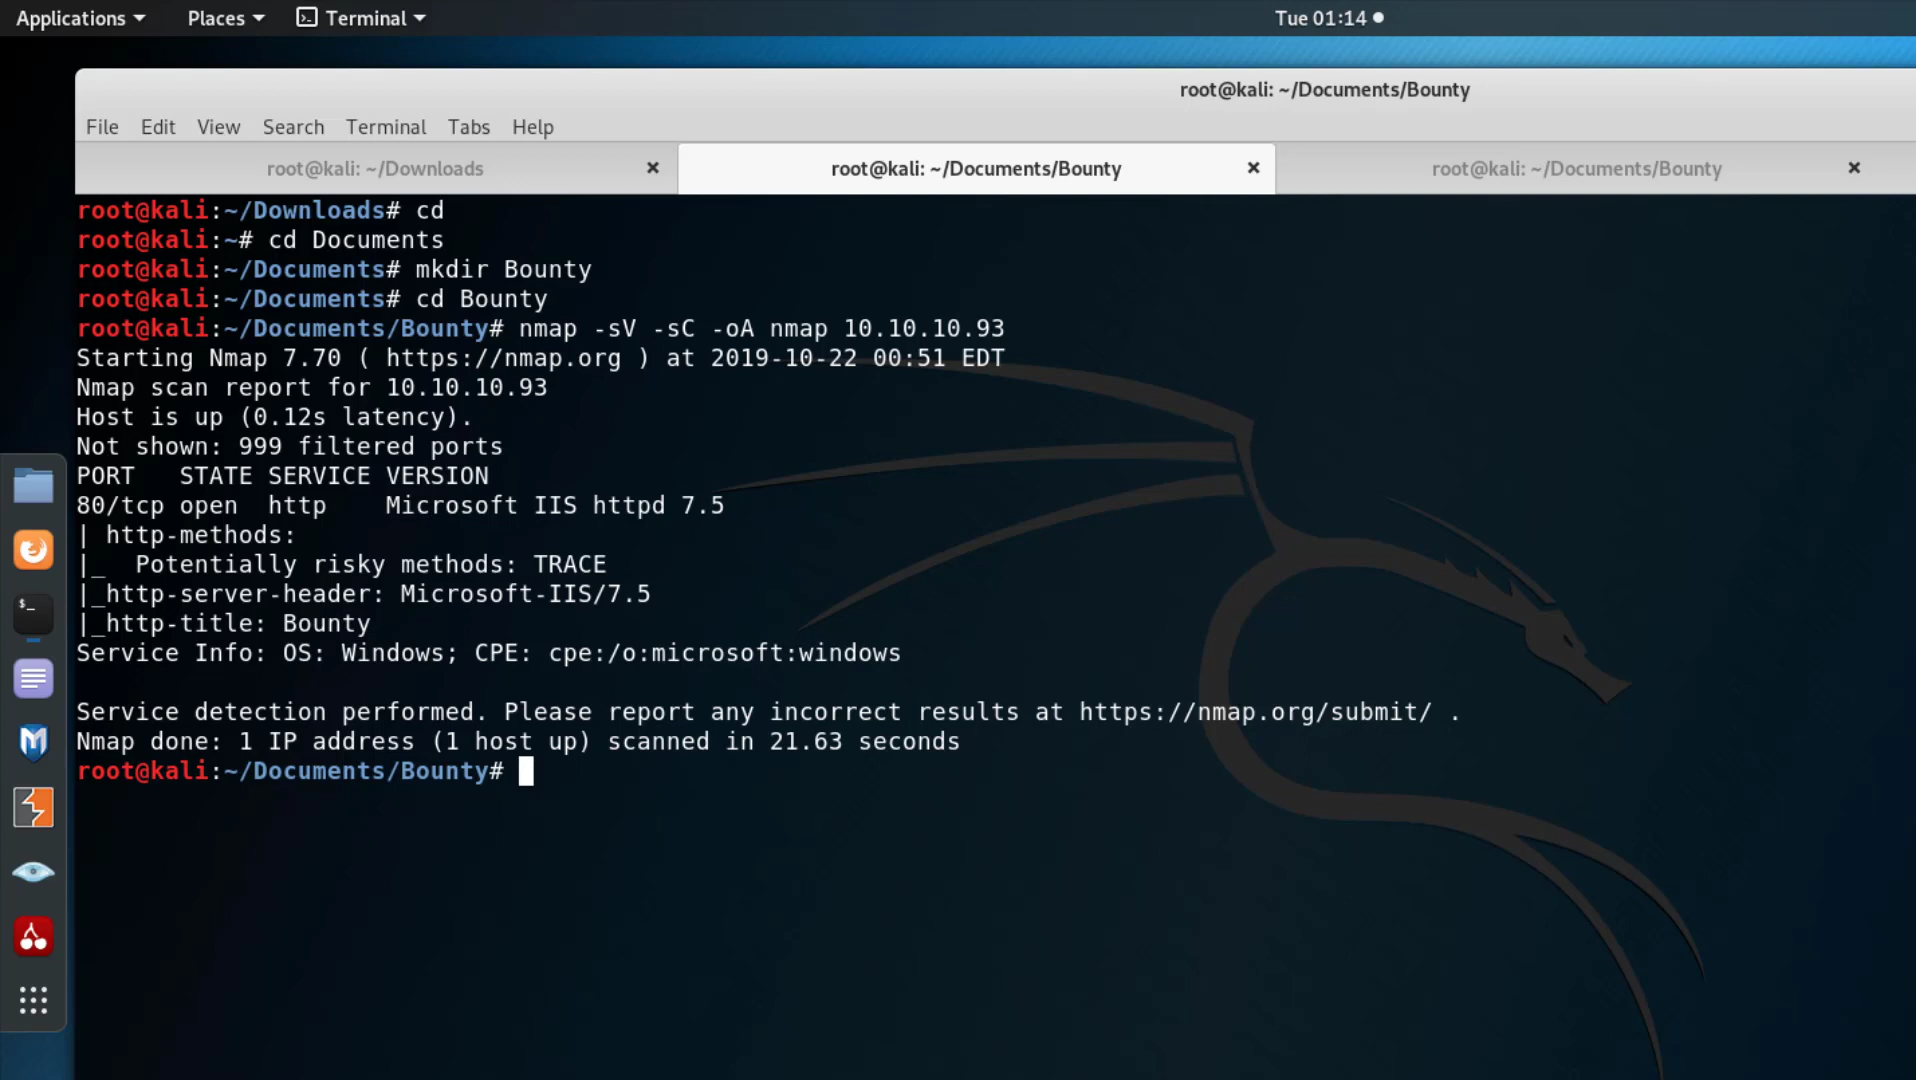 Applications Places Terminal Tue 01:14
root@kali: ~/Documents/Bounty
File Edit View Search Terminal Tabs Help
root@kali: ~/Downloads × root@kali: ~/Documents/Bounty × root@kali: ~/Documents/Bounty ×
root@kali:~/Downloads# cd
root@kali:~# cd Documents
root@kali:~/Documents# mkdir Bounty
root@kali:~/Documents# cd Bounty
root@kali:~/Documents/Bounty# nmap -sV -sC -oA nmap 10.10.10.93
Starting Nmap 7.70 ( https://nmap.org ) at 2019-10-22 00:51 EDT
Nmap scan report for 10.10.10.93
Host is up (0.12s latency).
Not shown: 999 filtered ports
PORT   STATE SERVICE VERSION
80/tcp open  http    Microsoft IIS httpd 7.5
| http-methods:
|_  Potentially risky methods: TRACE
|_http-server-header: Microsoft-IIS/7.5
|_http-title: Bounty
Service Info: OS: Windows; CPE: cpe:/o:microsoft:windows
Service detection performed. Please report any incorrect results at https://nmap.org/submit/ .
Nmap done: 1 IP address (1 host up) scanned in 21.63 seconds
root@kali:~/Documents/Bounty#